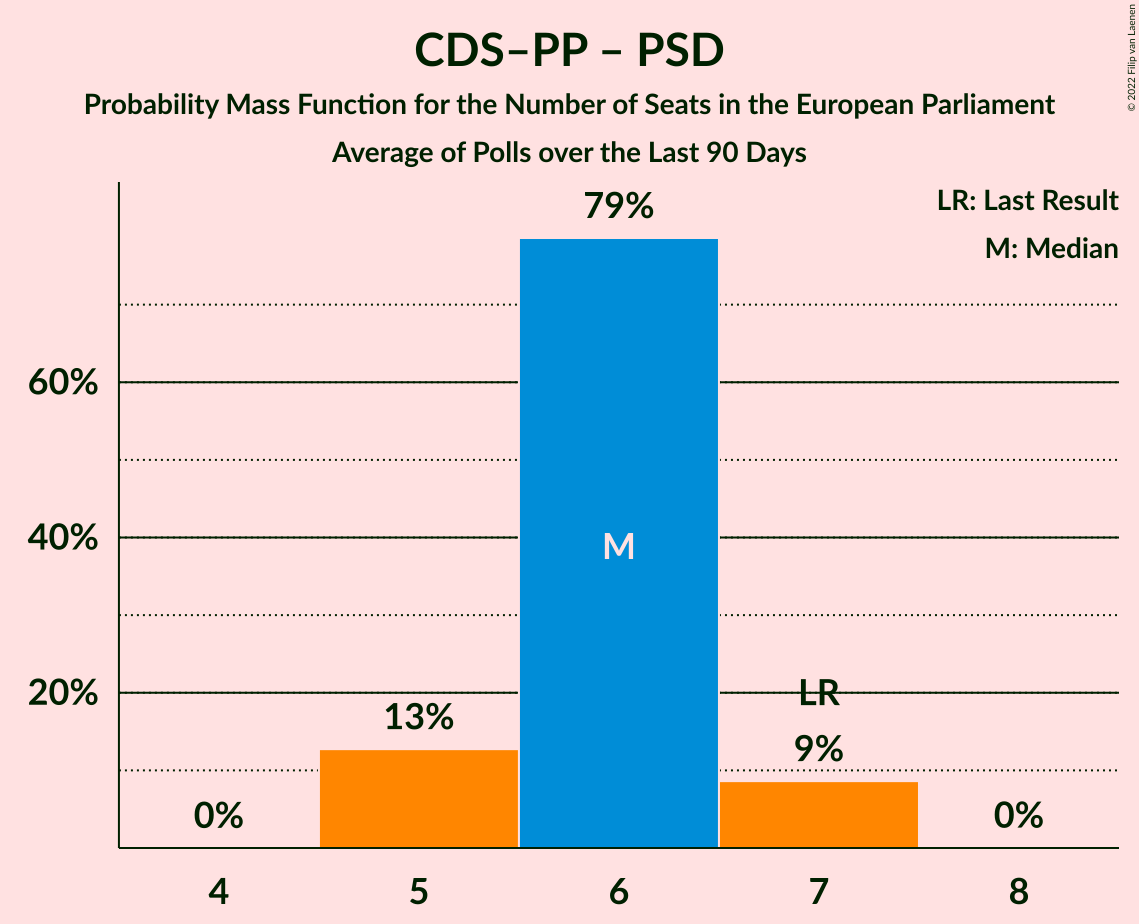 CDS–PP – PSD
Probability Mass Function for the Number of Seats in the European Parliament
Average of Polls over the Last 90 Days
© 2022 Filip van Laenen
LR: Last Result
M: Median
79%
60%
40%
M
20%
LR
13%
9%
0%
0%
4 5 6 7 8